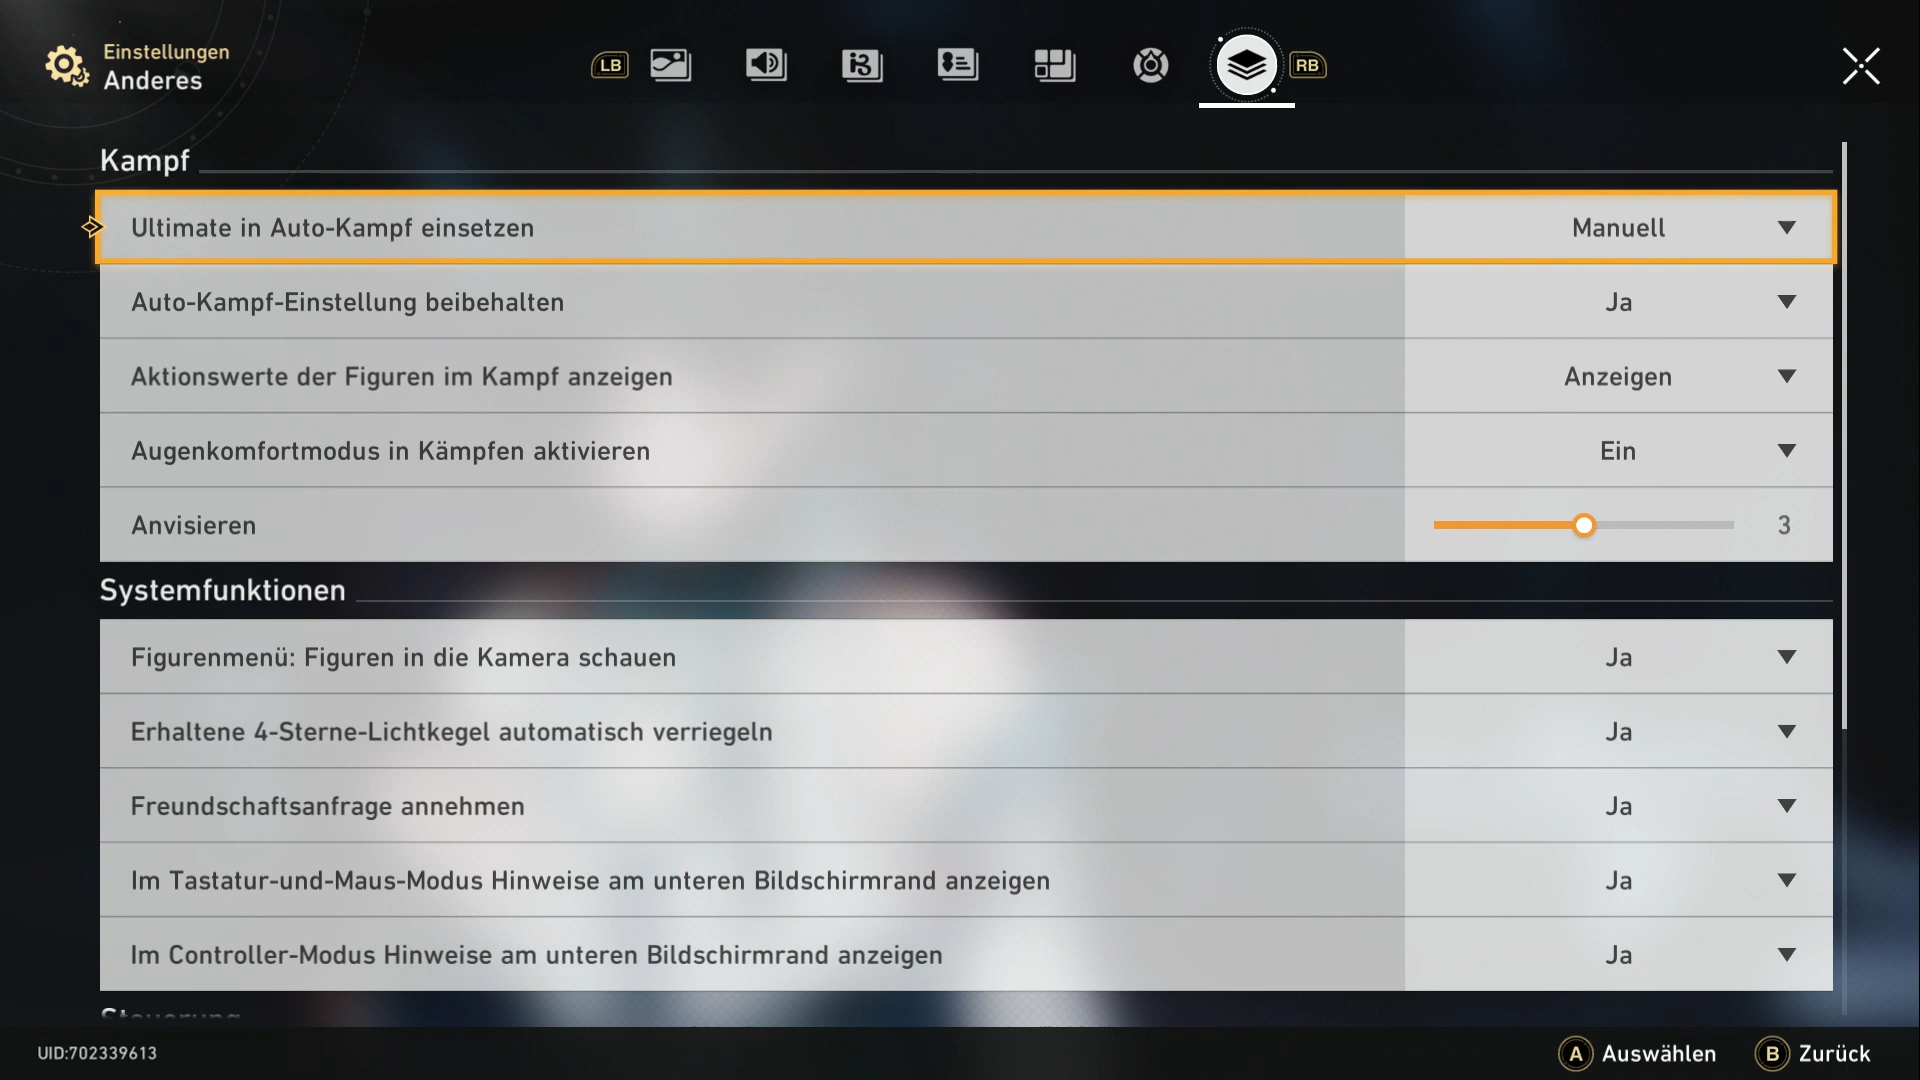 Einstellungen
Anderes
LB
RB
Kampf
Ultimate in Auto-Kampf einsetzen Manuell
Auto-Kampf-Einstellung beibehalten Ja
Aktionswerte der Figuren im Kampf anzeigen Anzeigen
Augenkomfortmodus in Kämpfen aktivieren Ein
Anvisieren 3
Systemfunktionen
Figurenmenü: Figuren in die Kamera schauen Ja
Erhaltene 4-Sterne-Lichtkegel automatisch verriegeln Ja
Freundschaftsanfrage annehmen Ja
Im Tastatur-und-Maus-Modus Hinweise am unteren Bildschirmrand anzeigen Ja
Im Controller-Modus Hinweise am unteren Bildschirmrand anzeigen Ja
Steuerung
UID:702339613
A Auswählen B Zurück